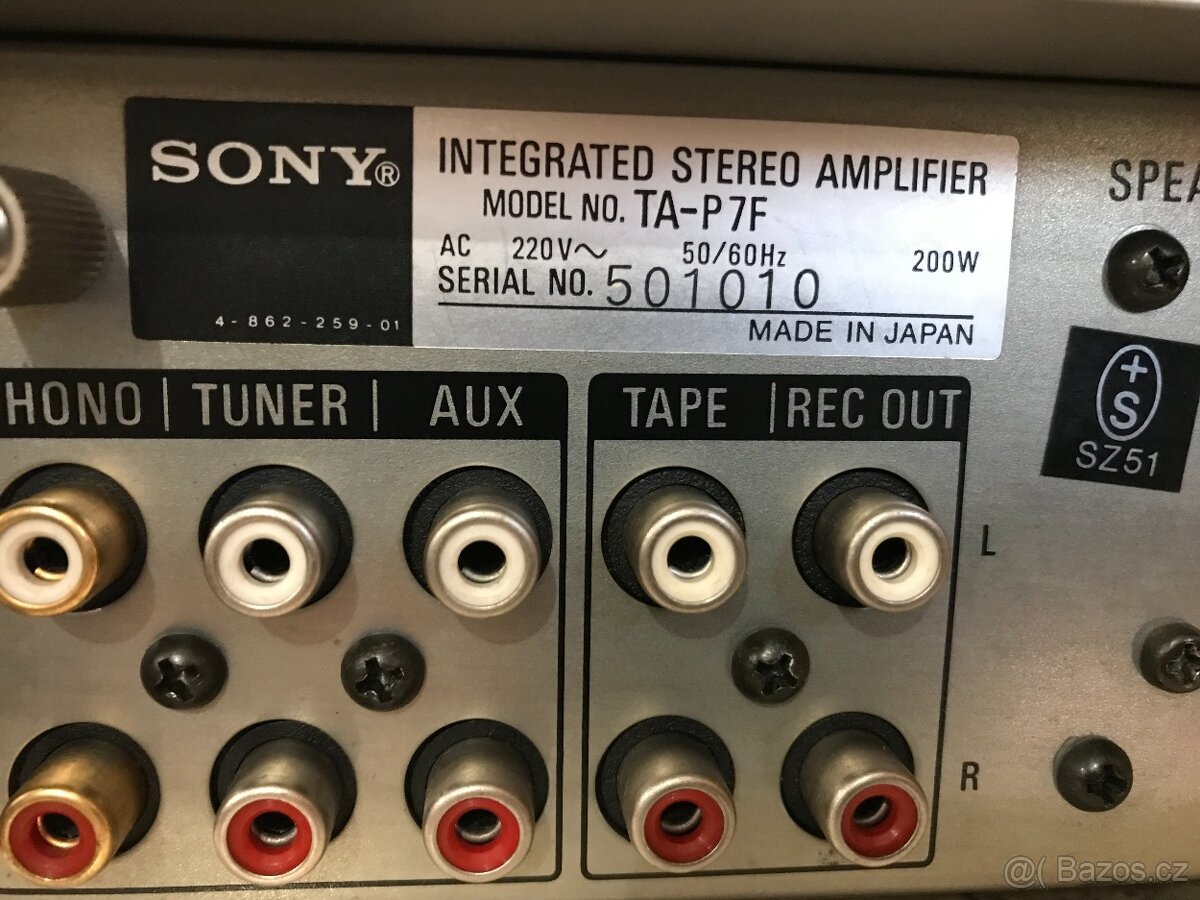 SONY®
4-862-259-01
INTEGRATED STEREO AMPLIFIER
MODEL NO. TA-P7F
AC 220V~ 50/60Hz 200W
SERIAL NO. 501010
MADE IN JAPAN
SPEA
+S
SZ51
HONO | TUNER | AUX
TAPE | REC OUT
L
R
@( Bazos.cz